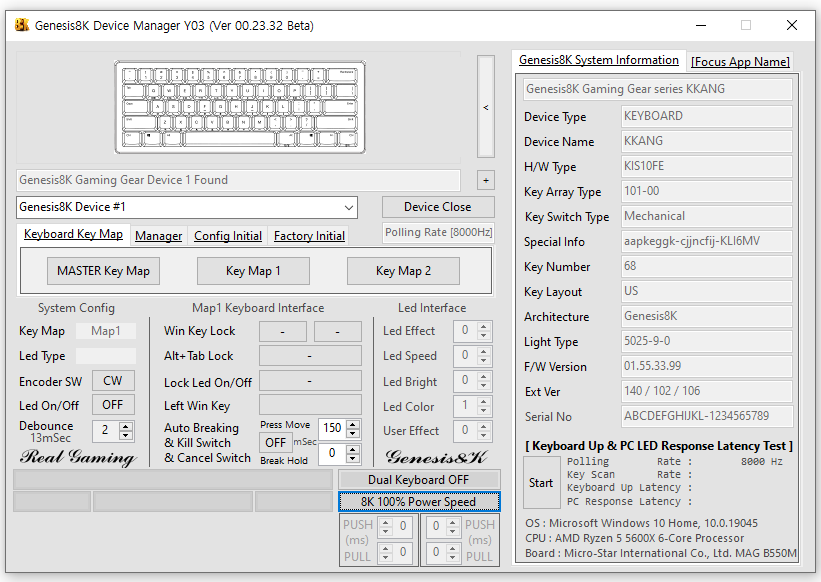 Genesis8K Device Manager Y03 (Ver 00.23.32 Beta)
<
Genesis8K Gaming Gear Device 1 Found
+
Genesis8K Device #1
Device Close
Keyboard Key Map Manager Config Initial Factory Initial
Polling Rate [8000Hz]
MASTER Key Map Key Map 1 Key Map 2
System Config
Key Map Map1
Led Type
Encoder SW CW
Led On/Off OFF
Debounce 2
13mSec
Real Gaming
Map1 Keyboard Interface
Win Key Lock - -
Alt+Tab Lock -
Lock Led On/Off -
Left Win Key
Auto Breaking
& Kill Switch
& Cancel Switch
Press Move 150
OFF mSec
Break Hold 0
Led Interface
Led Effect 0
Led Speed 0
Led Bright 0
Led Color 1
User Effect 0
Genesis8K
Dual Keyboard OFF
8K 100% Power Speed
PUSH 0 0 PUSH
(ms) (ms)
PULL 0 0 PULL
Genesis8K System Information [Focus App Name]
Genesis8K Gaming Gear series KKANG
Device Type KEYBOARD
Device Name KKANG
H/W Type KIS10FE
Key Array Type 101-00
Key Switch Type Mechanical
Special Info aapkeggk-cjjncfij-KLI6MV
Key Number 68
Key Layout US
Architecture Genesis8K
Light Type 5025-9-0
F/W Version 01.55.33.99
Ext Ver 140 / 102 / 106
Serial No ABCDEFGHIJKL-1234565789
[ Keyboard Up & PC LED Response Latency Test ]
Start
Polling Rate : 8000 Hz
Key Scan Rate :
Keyboard Up Latency :
PC Response Latency :
OS : Microsoft Windows 10 Home, 10.0.19045
CPU : AMD Ryzen 5 5600X 6-Core Processor
Board : Micro-Star International Co., Ltd. MAG B550M